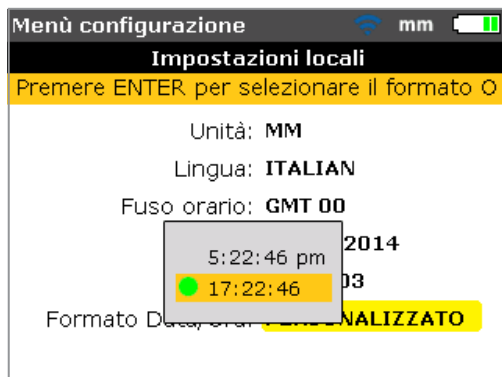 Menù configurazione mm
Impostazioni locali
Premere ENTER per selezionare il formato O
Unità: MM
Lingua: ITALIAN
Fuso orario: GMT 00
2014
5:22:46 pm
17:22:46
03
Formato
NALIZZATO